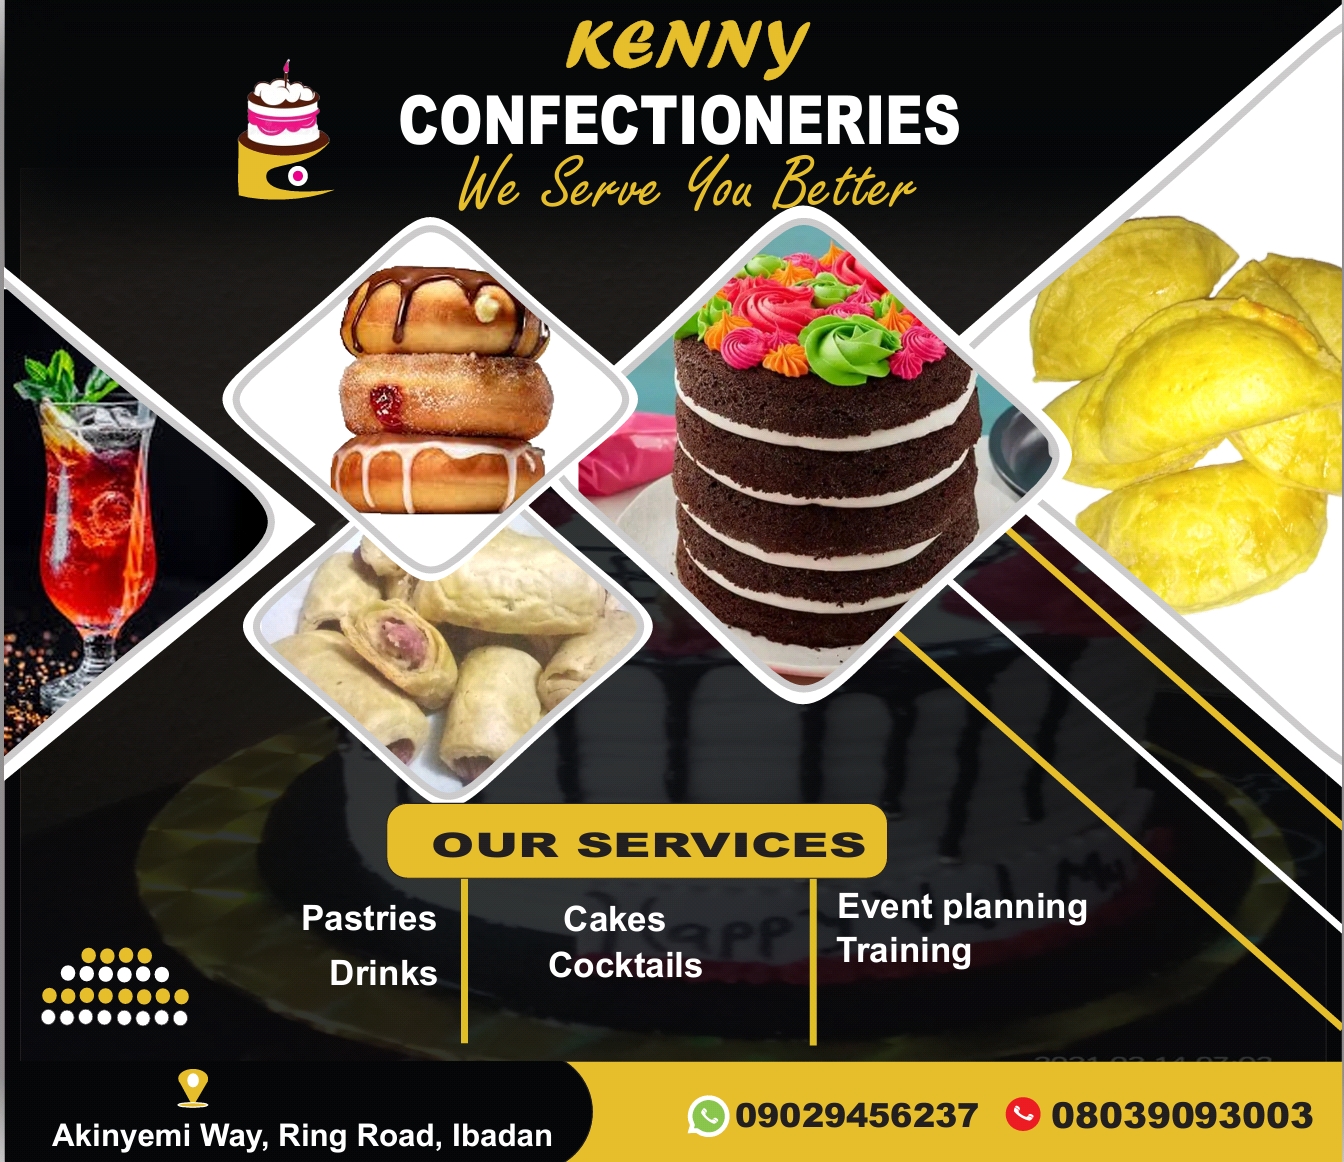 KENNY
CONFECTIONERIES
We Serve You Better
OUR SERVICES
Pastries
Drinks
Cakes
Cocktails
Event planning
Training
Akinyemi Way, Ring Road, Ibadan
09029456237
08039093003